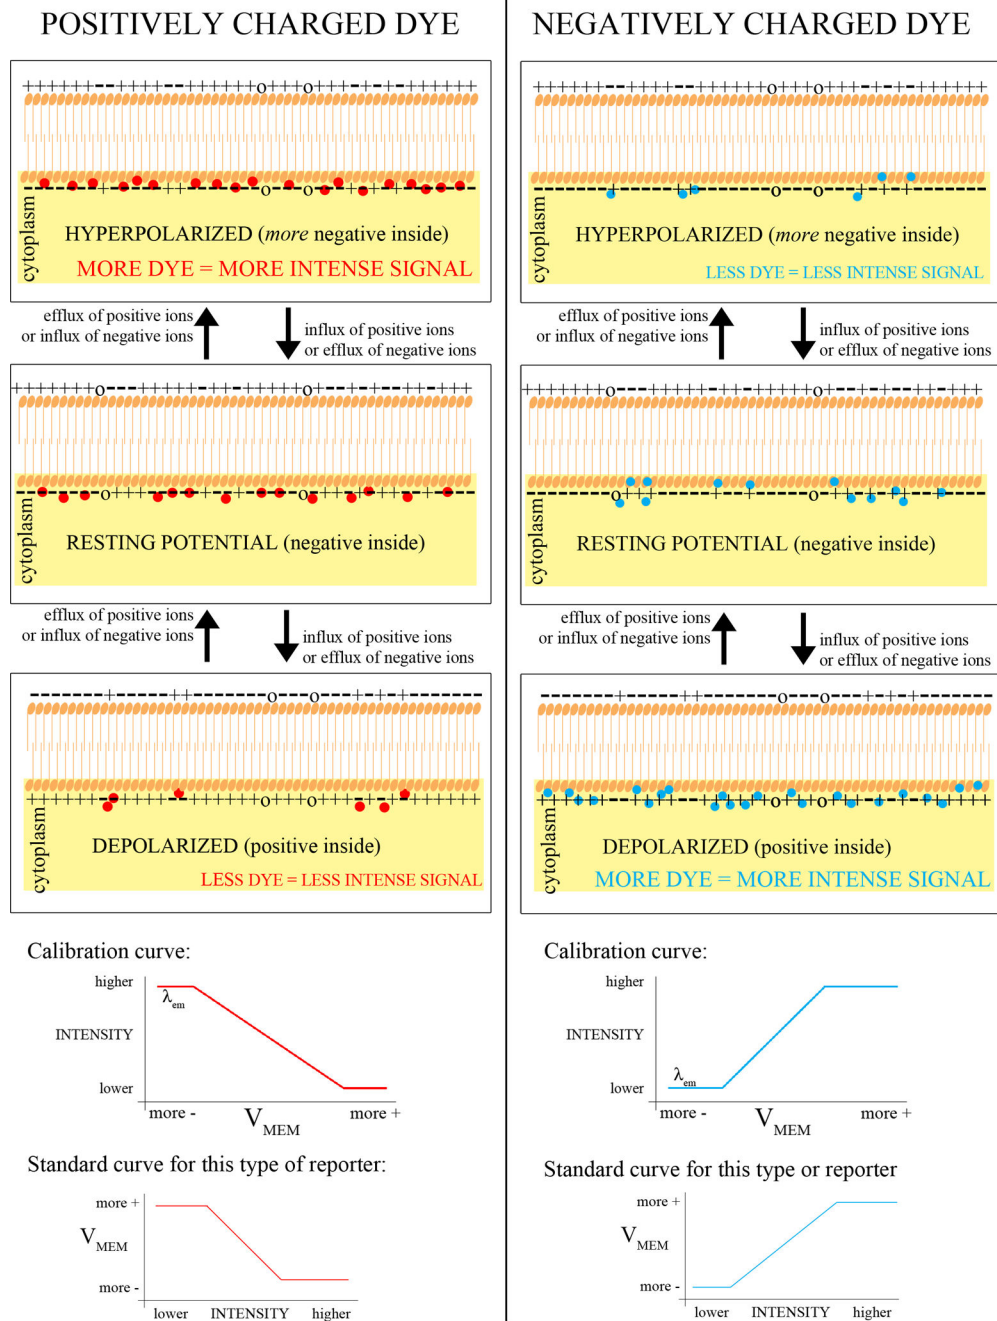 POSITIVELY CHARGED DYE
cytoplasm
HYPERPOLARIZED (more negative inside)
MORE DYE = MORE INTENSE SIGNAL
efflux of positive ions
or influx of negative ions
influx of positive ions
or efflux of negative ions
cytoplasm
RESTING POTENTIAL (negative inside)
efflux of positive ions
or influx of negative ions
influx of positive ions
or efflux of negative ions
cytoplasm
DEPOLARIZED (positive inside)
LESS DYE = LESS INTENSE SIGNAL
Calibration curve:
higher
λem
INTENSITY
lower
more - VMEM more +
Standard curve for this type of reporter:
more +
VMEM
more -
lower INTENSITY higher
NEGATIVELY CHARGED DYE
cytoplasm
HYPERPOLARIZED (more negative inside)
LESS DYE = LESS INTENSE SIGNAL
efflux of positive ions
or influx of negative ions
influx of positive ions
or efflux of negative ions
cytoplasm
RESTING POTENTIAL (negative inside)
efflux of positive ions
or influx of negative ions
influx of positive ions
or efflux of negative ions
cytoplasm
DEPOLARIZED (positive inside)
MORE DYE = MORE INTENSE SIGNAL
Calibration curve:
higher
INTENSITY
λem
lower
more - VMEM more +
Standard curve for this type or reporter
more +
VMEM
more -
lower INTENSITY higher